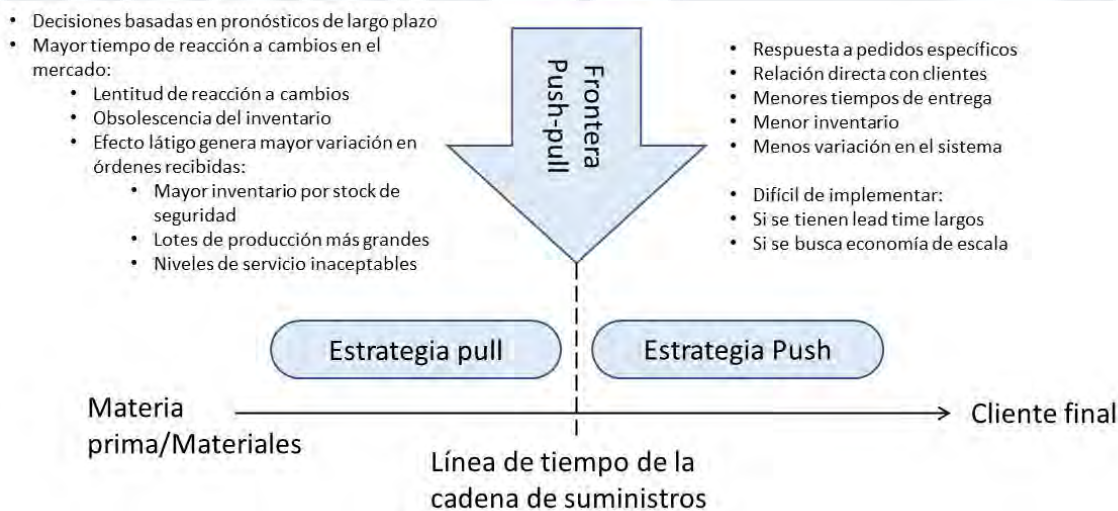 • Decisiones basadas en pronósticos de largo plazo
• Mayor tiempo de reacción a cambios en el
mercado:
• Lentitud de reacción a cambios
• Obsolescencia del inventario
• Efecto látigo genera mayor variación en
órdenes recibidas:
• Mayor inventario por stock de
seguridad
• Lotes de producción más grandes
• Niveles de servicio inaceptables
Frontera
Push-pull
• Respuesta a pedidos específicos
• Relación directa con clientes
• Menores tiempos de entrega
• Menor inventario
• Menos variación en el sistema
• Difícil de implementar:
• Si se tienen lead time largos
• Si se busca economía de escala
Estrategia pull
Estrategia Push
Materia
prima/Materiales
Cliente final
Línea de tiempo de la
cadena de suministros